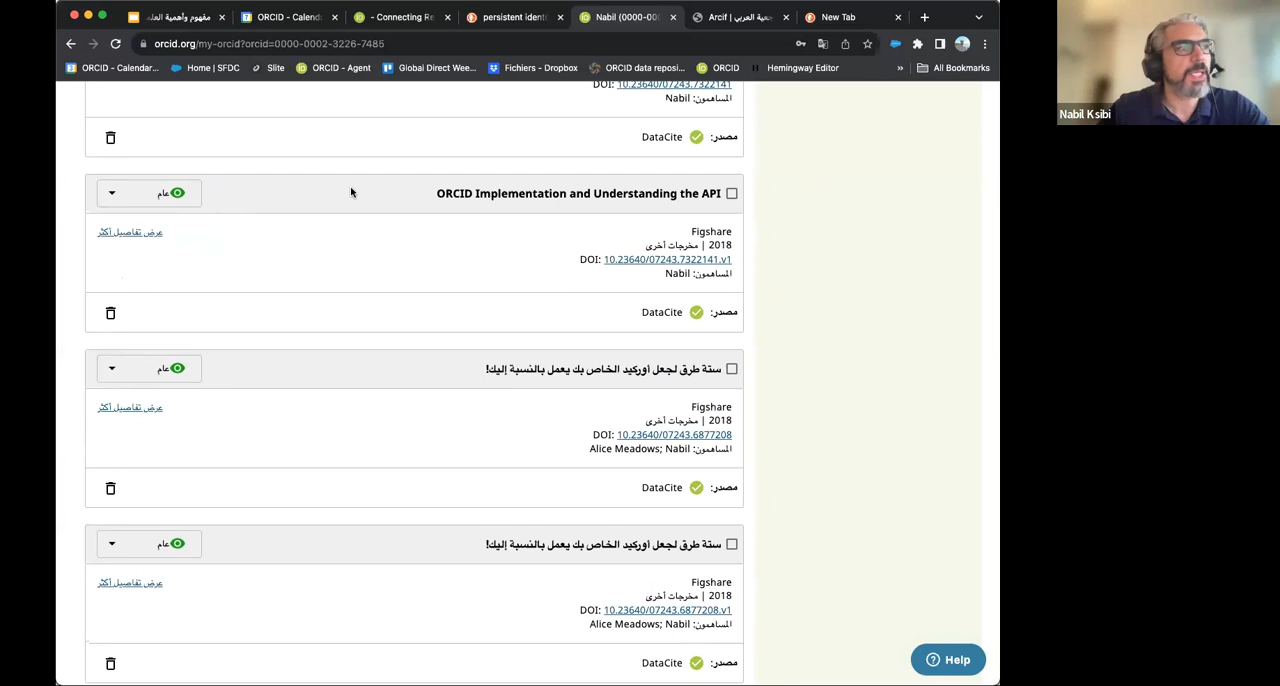 مفهوم وأهمية العلم
ORCID - Calend
- Connecting Re
persistent identi
Nabil (0000-00
Arcif | جعية العربي
New Tab
orcid.org/my-orcid?orcid=0000-0002-3226-7485
ORCID - Calendar...
Home | SFDC
Slite
ORCID - Agent
Global Direct Wee...
Fichiers - Dropbox
ORCID data reposi...
ORCID
Hemingway Editor
»
All Bookmarks
DOI: 10.23640/07243.7322141
المساهمون: Nabil
مصدر: DataCite
ORCID Implementation and Understanding the API
عام
Figshare
عرض تفاصيل أكثر
2018 | مخرجات أخرى
DOI: 10.23640/07243.7322141.v1
المساهمون: Nabil
مصدر: DataCite
ستة طرق لجعل أوركيد الخاص بك يعمل بالنسبة إليك!
عام
Figshare
عرض تفاصيل أكثر
2018 | مخرجات أخرى
DOI: 10.23640/07243.6877208
المساهمون: Alice Meadows; Nabil
مصدر: DataCite
ستة طرق لجعل أوركيد الخاص بك يعمل بالنسبة إليك!
عام
Figshare
عرض تفاصيل أكثر
2018 | مخرجات أخرى
DOI: 10.23640/07243.6877208.v1
المساهمون: Alice Meadows; Nabil
مصدر: DataCite
Help
Nabil Ksibi